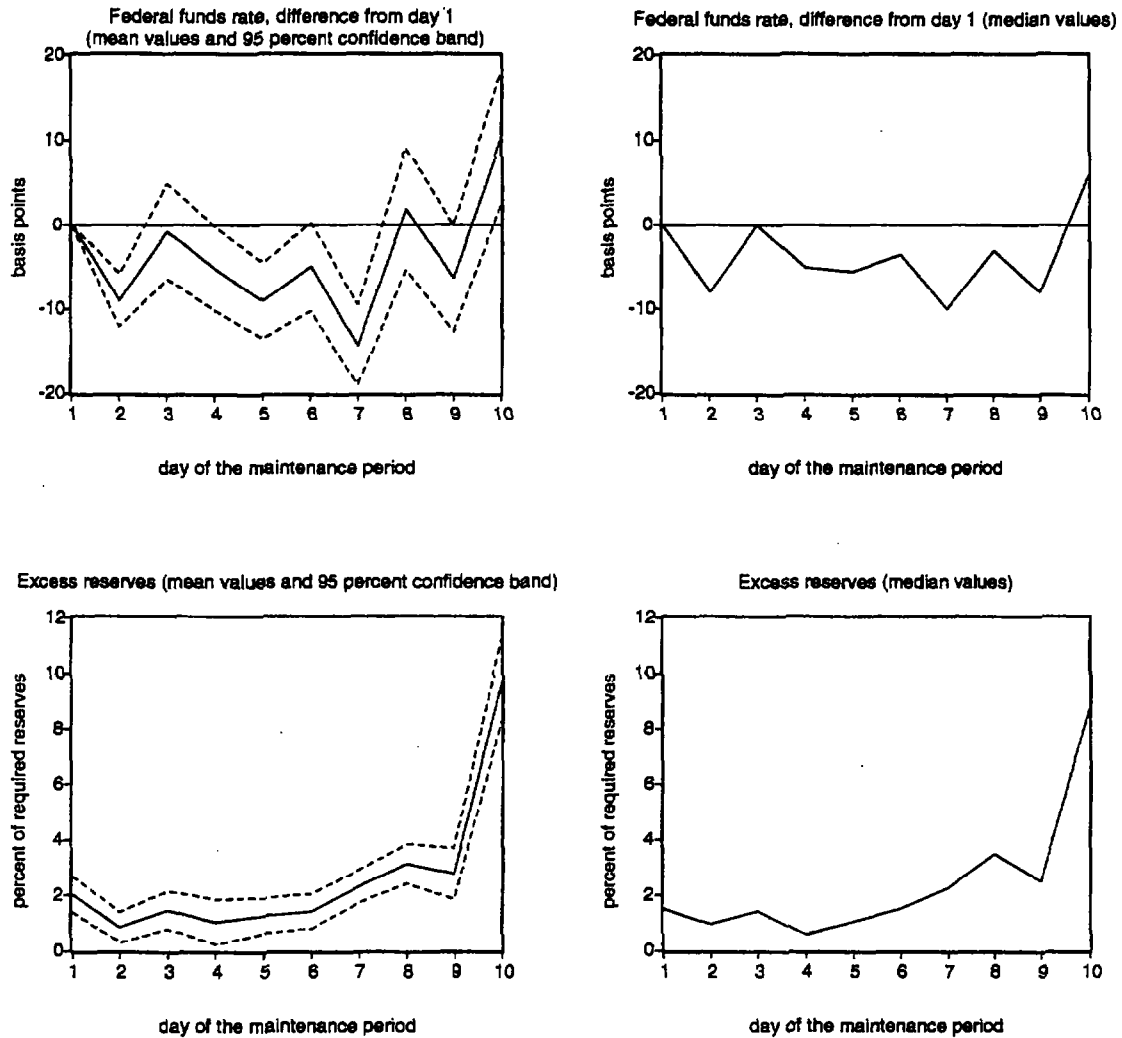 Federal funds rate, difference from day 1
(mean values and 95 percent confidence band)
20
10
0
-10
-20
basis points
1 2 3 4 5 6 7 8 9 10
day of the maintenance period
Federal funds rate, difference from day 1 (median values)
20
10
0
-10
-20
basis points
1 2 3 4 5 6 7 8 9 10
day of the maintenance period
Excess reserves (mean values and 95 percent confidence band)
12
10
8
6
4
2
0
percent of required reserves
1 2 3 4 5 6 7 8 9 10
day of the maintenance period
Excess reserves (median values)
12
10
8
6
4
2
0
percent of required reserves
1 2 3 4 5 6 7 8 9 10
day of the maintenance period